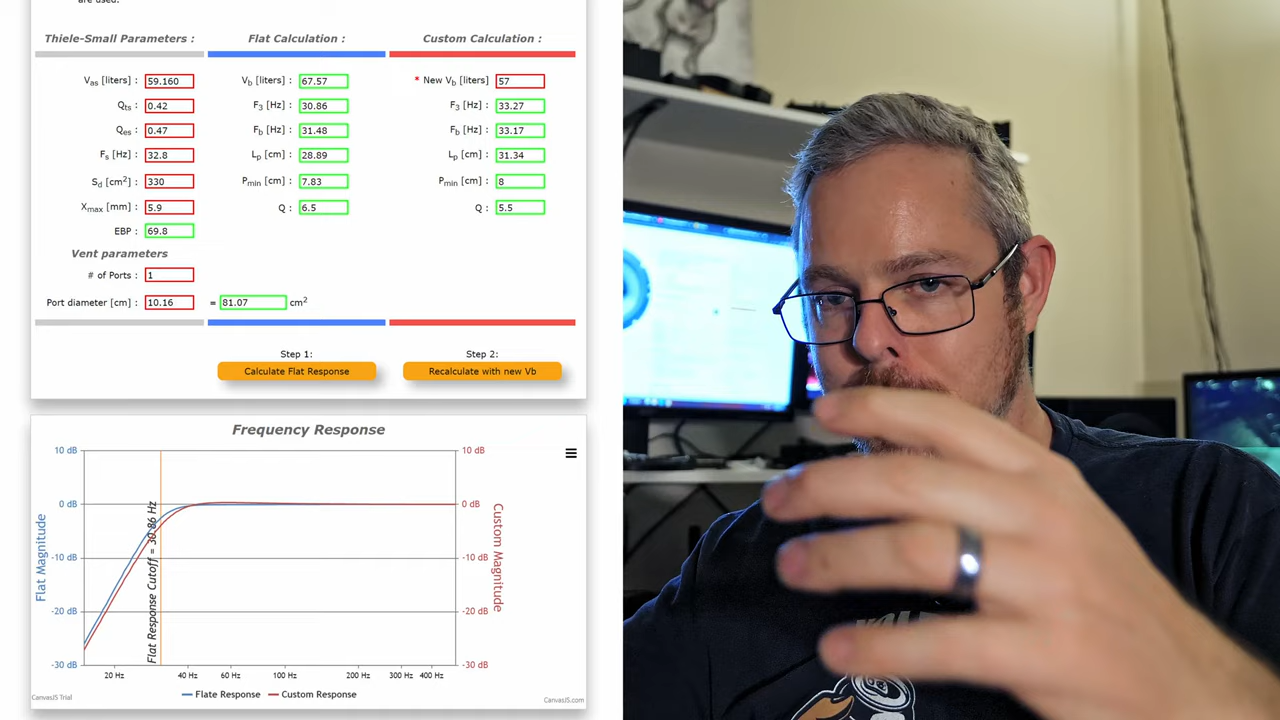 are used.
Thiele-Small Parameters :
Flat Calculation :
Custom Calculation :
Vas [liters] : 59.160
Vb [liters] : 67.57
* New Vb [liters] 57
Qts : 0.42
F3 [Hz] : 30.86
F3 [Hz] : 33.27
Qes : 0.47
Fb [Hz] : 31.48
Fb [Hz] : 33.17
Fs [Hz] : 32.8
Lp [cm] : 28.89
Lp [cm] : 31.34
Sd [cm2] : 330
Pmin [cm] : 7.83
Pmin [cm] : 8
Xmax [mm] : 5.9
Q : 6.5
Q : 5.5
EBP : 69.8
Vent parameters
# of Ports : 1
Port diameter [cm] : 10.16 = 81.07 cm2
Step 1:
Step 2:
Calculate Flat Response
Recalculate with new Vb
Frequency Response
10 dB
10 dB
0 dB
0 dB
-10 dB
-10 dB
-20 dB
-20 dB
-30 dB
-30 dB
Flat Magnitude
Flat Response Cutoff = 30.86 Hz
Custom Magnitude
20 Hz 40 Hz 60 Hz 100 Hz 200 Hz 300 Hz 400 Hz
Flate Response Custom Response
CanvasJS Trial
CanvasJS.com